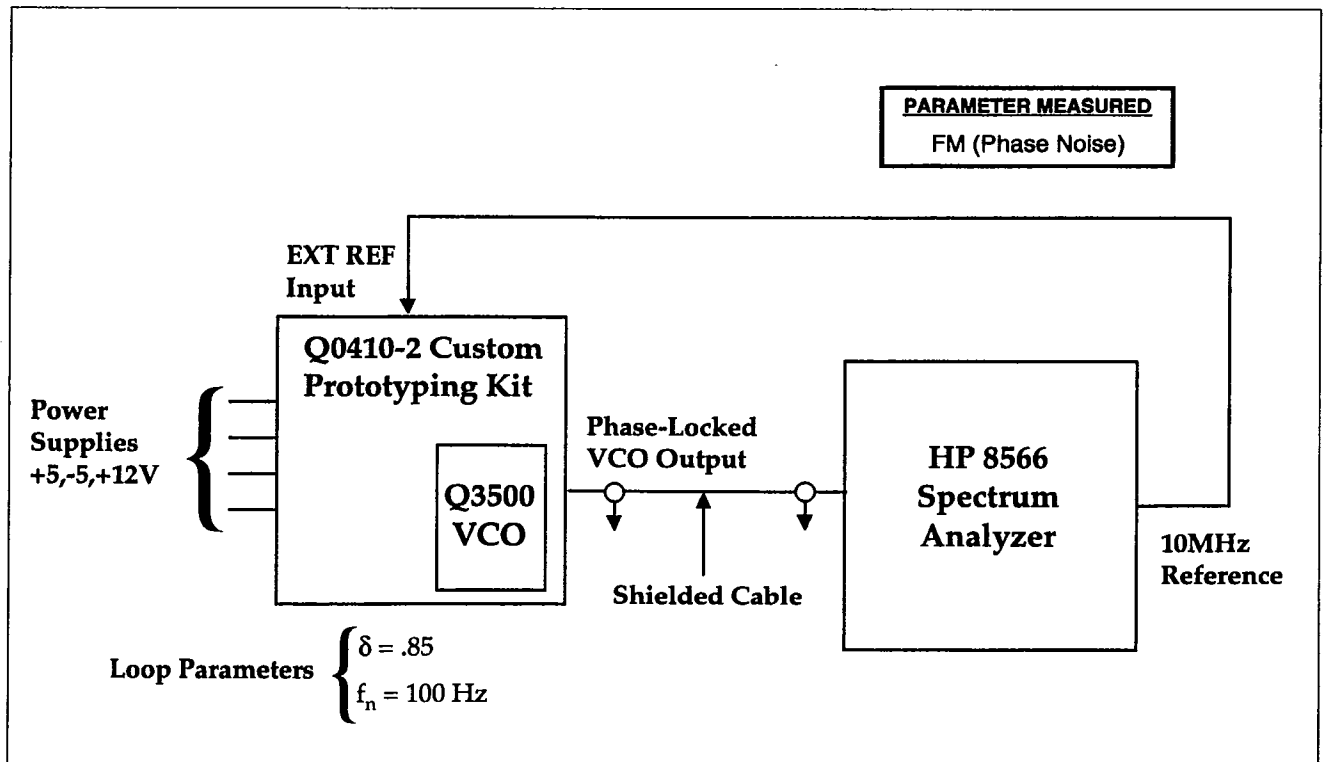 PARAMETER MEASURED
FM (Phase Noise)
EXT REF
Input
Q0410-2 Custom
Prototyping Kit
Power
Supplies
+5,-5,+12V
Q3500
VCO
Phase-Locked
VCO Output
Shielded Cable
HP 8566
Spectrum
Analyzer
10MHz
Reference
Loop Parameters
δ = .85
fₙ = 100 Hz